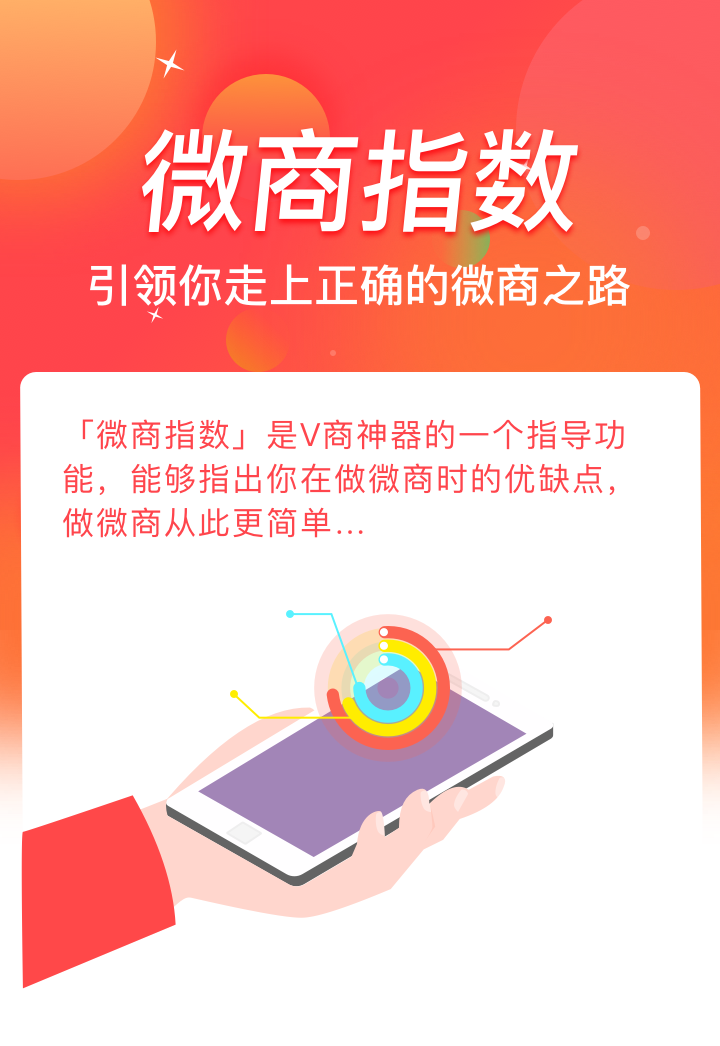 微商指数
引领你走上正确的微商之路
「微商指数」是V商神器的一个指导功
能，能够指出你在做微商时的优缺点，
做微商从此更简单...